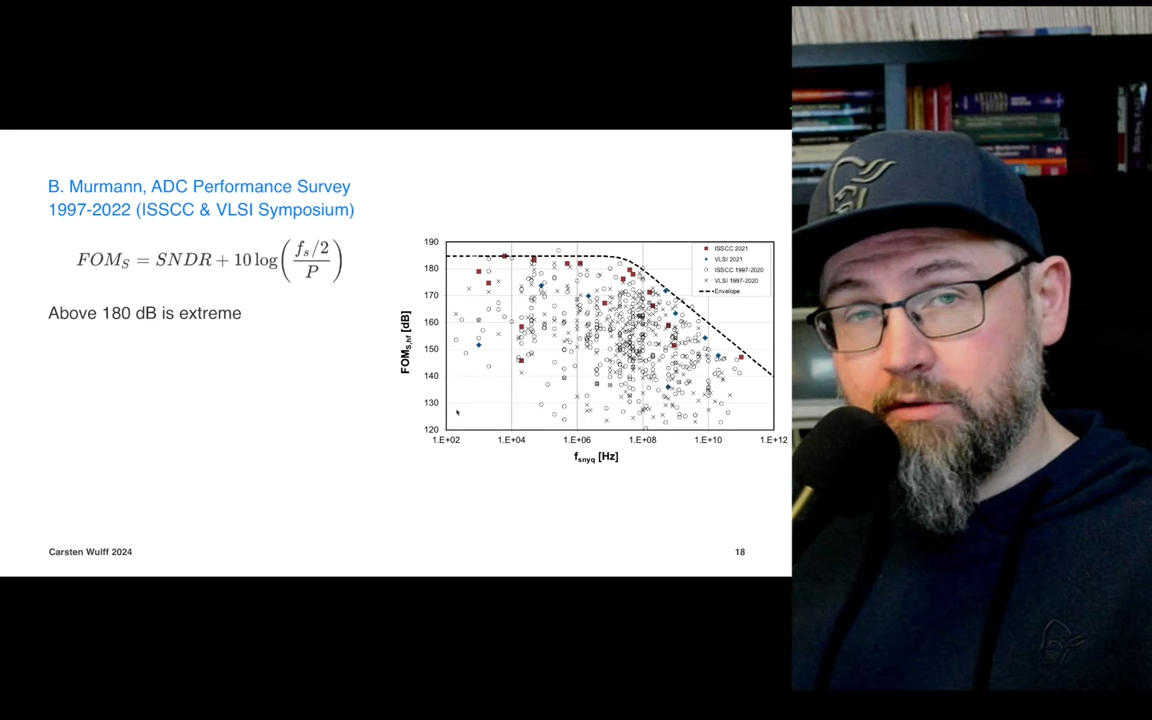 B. Murmann, ADC Performance Survey
1997-2022 (ISSCC & VLSI Symposium)
FOM_S = SNDR + 10 log( (f_s/2) / P )
Above 180 dB is extreme
190
180
170
160
150
140
130
120
FOM_S,hf [dB]
1.E+02 1.E+04 1.E+06 1.E+08 1.E+10 1.E+12
f_snyq [Hz]
ISSCC 2021
VLSI 2021
ISSCC 1997-2020
VLSI 1997-2020
Envelope
Carsten Wulff 2024
18
ANTENNA
THEORY